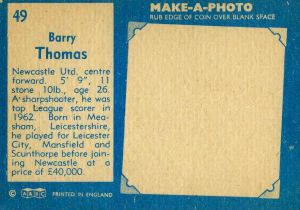 49
Barry
Thomas
Newcastle Utd. centre
forward. 5' 9", 11
stone 10lb., age 26.
A sharpshooter, he was
top League scorer in
1962. Born in Mea-
sham, Leicestershire,
he played for Leicester
City, Mansfield and
Scunthorpe before join-
ing Newcastle at a
price of £40,000.
© A&BC PRINTED IN ENGLAND
MAKE-A-PHOTO
RUB EDGE OF COIN OVER BLANK SPACE